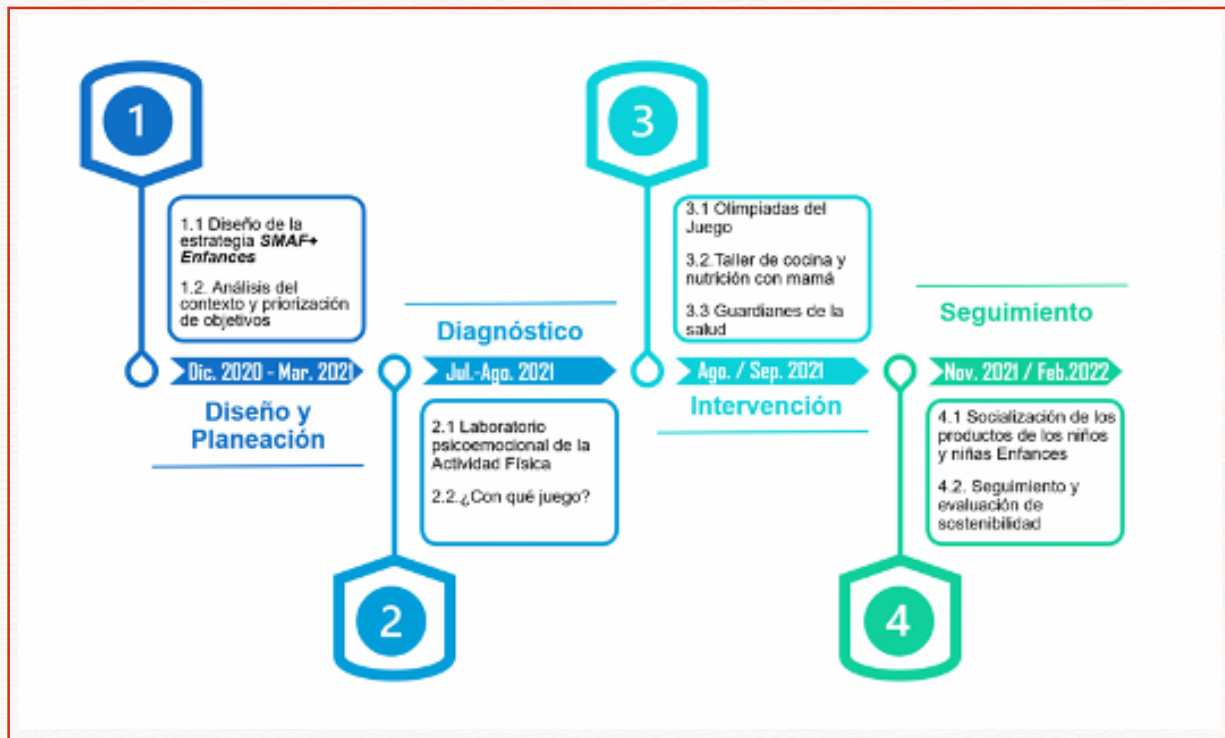 1
1.1 Diseño de la
estrategia SMAF+
Enfances
1.2. Análisis del
contexto y priorización
de objetivos
Dic. 2020 - Mar. 2021
Diseño y
Planeación
Diagnóstico
Jul.-Ago. 2021
2.1 Laboratorio
psicoemocional de la
Actividad Física
2.2.¿Con qué juego?
2
3
3.1 Olimpiadas del
Juego
3.2.Taller de cocina y
nutrición con mamá
3.3 Guardianes de la
salud
Ago. / Sep. 2021
Intervención
Seguimiento
Nov. 2021 / Feb.2022
4.1 Socialización de los
productos de los niños
y niñas Enfances
4.2. Seguimiento y
evaluación de
sostenibilidad
4